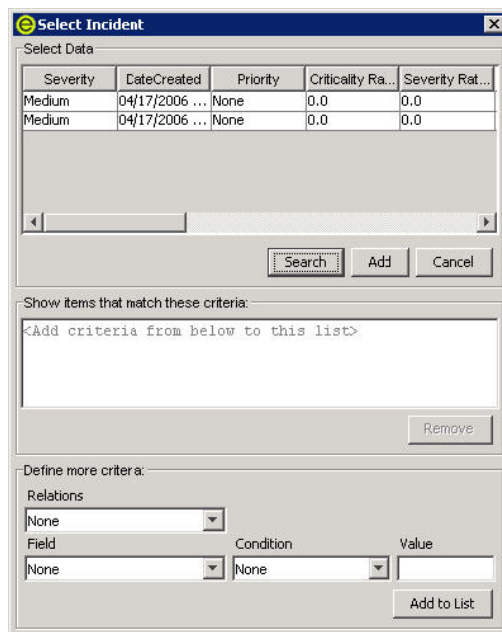 Select Incident
Select Data
Severity DateCreated Priority Criticality Ra... Severity Rat...
Medium 04/17/2006 ... None 0.0 0.0
Medium 04/17/2006 ... None 0.0 0.0
Search Add Cancel
Show items that match these criteria:
<Add criteria from below to this list>
Remove
Define more criteria:
Relations
None
Field Condition Value
None None
Add to List